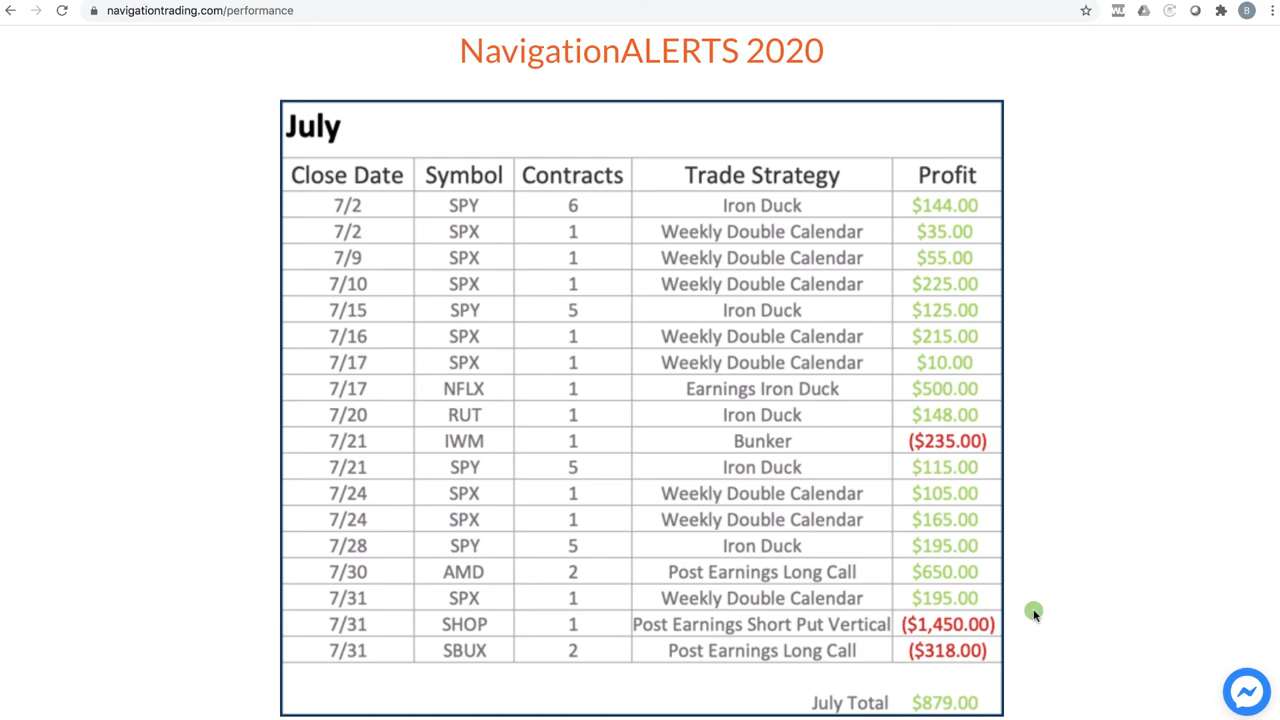 navigationtrading.com/performance
NavigationALERTS 2020
July
Close Date Symbol Contracts Trade Strategy Profit
7/2 SPY 6 Iron Duck $144.00
7/2 SPX 1 Weekly Double Calendar $35.00
7/9 SPX 1 Weekly Double Calendar $55.00
7/10 SPX 1 Weekly Double Calendar $225.00
7/15 SPY 5 Iron Duck $125.00
7/16 SPX 1 Weekly Double Calendar $215.00
7/17 SPX 1 Weekly Double Calendar $10.00
7/17 NFLX 1 Earnings Iron Duck $500.00
7/20 RUT 1 Iron Duck $148.00
7/21 IWM 1 Bunker ($235.00)
7/21 SPY 5 Iron Duck $115.00
7/24 SPX 1 Weekly Double Calendar $105.00
7/24 SPX 1 Weekly Double Calendar $165.00
7/28 SPY 5 Iron Duck $195.00
7/30 AMD 2 Post Earnings Long Call $650.00
7/31 SPX 1 Weekly Double Calendar $195.00
7/31 SHOP 1 Post Earnings Short Put Vertical ($1,450.00)
7/31 SBUX 2 Post Earnings Long Call ($318.00)
July Total $879.00